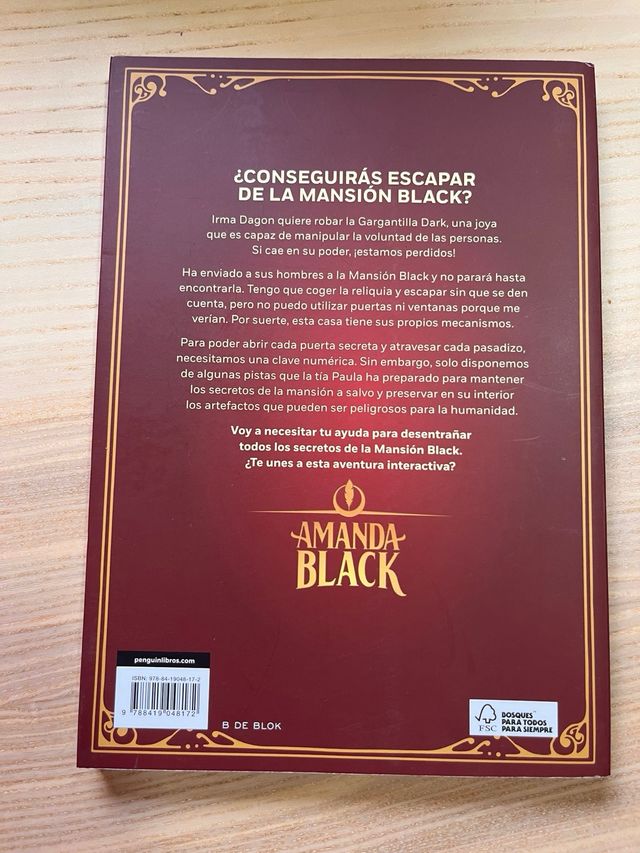 ¿CONSEGUIRÁS ESCAPAR
DE LA MANSIÓN BLACK?
Irma Dagon quiere robar la Gargantilla Dark, una joya
que es capaz de manipular la voluntad de las personas.
Si cae en su poder, ¡estamos perdidos!
Ha enviado a sus hombres a la Mansión Black y no parará hasta
encontrarla. Tengo que coger la reliquia y escapar sin que se den
cuenta, pero no puedo utilizar puertas ni ventanas porque me
verían. Por suerte, esta casa tiene sus propios mecanismos.
Para poder abrir cada puerta secreta y atravesar cada pasadizo,
necesitamos una clave numérica. Sin embargo, solo disponemos
de algunas pistas que la tía Paula ha preparado para mantener
los secretos de la mansión a salvo y preservar en su interior
los artefactos que pueden ser peligrosos para la humanidad.
Voy a necesitar tu ayuda para desentrañar
todos los secretos de la Mansión Black.
¿Te unes a esta aventura interactiva?
AMANDA
BLACK
penguinlibros.com
ISBN: 978-84-19048-17-2
9 788419 048172
B DE BLOK
FSC
BOSQUES
PARA TODOS
PARA SIEMPRE